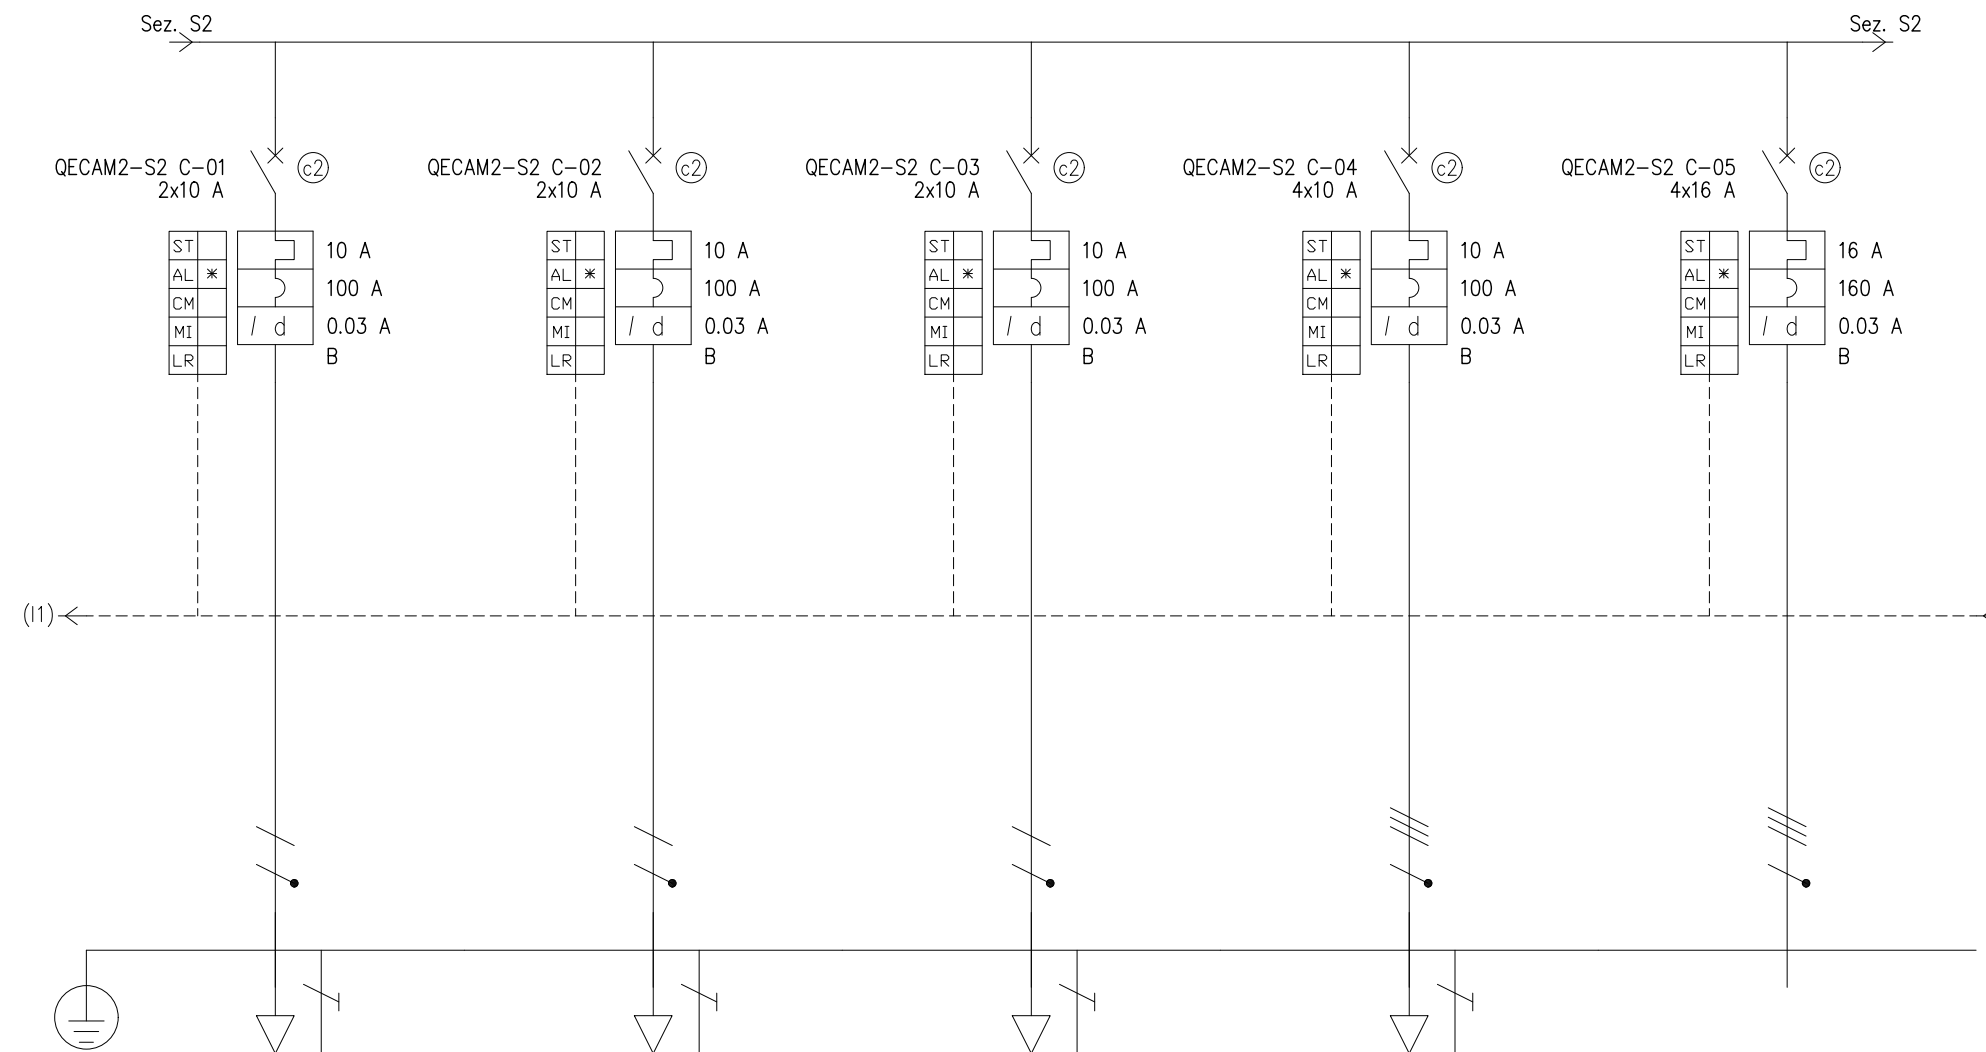 Sez. S2 Sez. S2
QECAM2-S2 C-01 c2 QECAM2-S2 C-02 c2 QECAM2-S2 C-03 c2 QECAM2-S2 C-04 c2 QECAM2-S2 C-05 c2
2x10 A 2x10 A 2x10 A 4x10 A 4x16 A
ST 10 A ST 10 A ST 10 A ST 10 A ST 16 A
AL * 100 A AL * 100 A AL * 100 A AL * 100 A AL * 160 A
CM CM CM CM CM
MI I d 0.03 A MI I d 0.03 A MI I d 0.03 A MI I d 0.03 A MI I d 0.03 A
LR B LR B LR B LR B LR B
(I1)